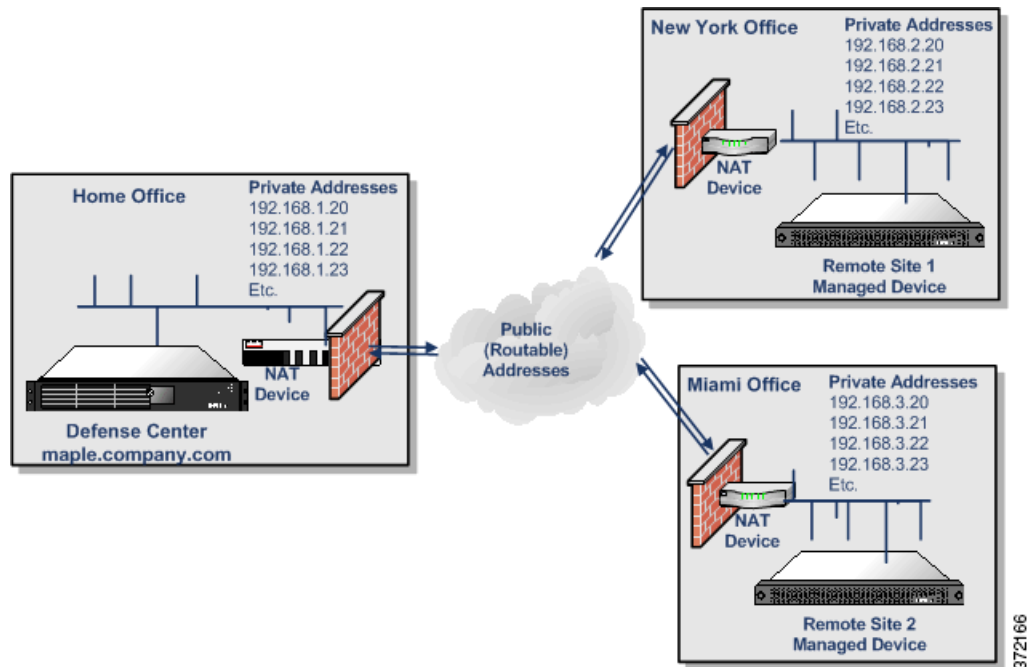 New York Office
Private Addresses
192.168.2.20
192.168.2.21
192.168.2.22
192.168.2.23
Etc.
NAT
Device
Remote Site 1
Managed Device
Home Office
Private Addresses
192.168.1.20
192.168.1.21
192.168.1.22
192.168.1.23
Etc.
NAT
Device
Defense Center
maple.company.com
Public
(Routable)
Addresses
Miami Office
Private Addresses
192.168.3.20
192.168.3.21
192.168.3.22
192.168.3.23
Etc.
NAT
Device
Remote Site 2
Managed Device
372166